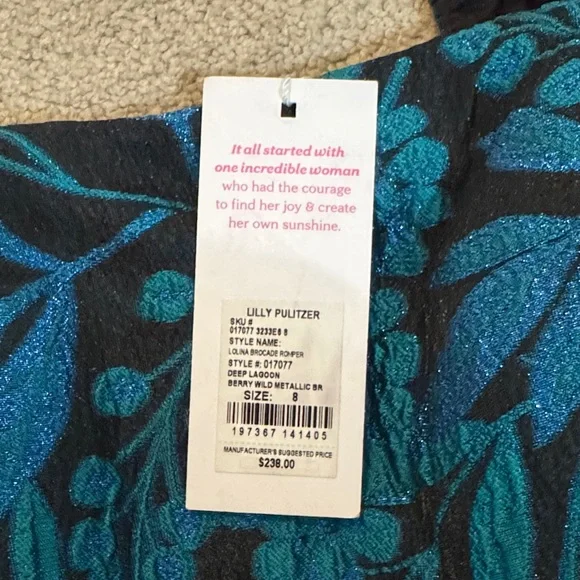 It all started with
one incredible woman
who had the courage
to find her joy & create
her own sunshine.
LILLY PULITZER
SKU #
017077 3233E6 8
STYLE NAME:
LOLINA BROCADE ROMPER
STYLE #: 017077
DEEP LAGOON
BERRY WILD METALLIC BR
SIZE: 8
197367 141405
MANUFACTURER'S SUGGESTED PRICE
$238.00